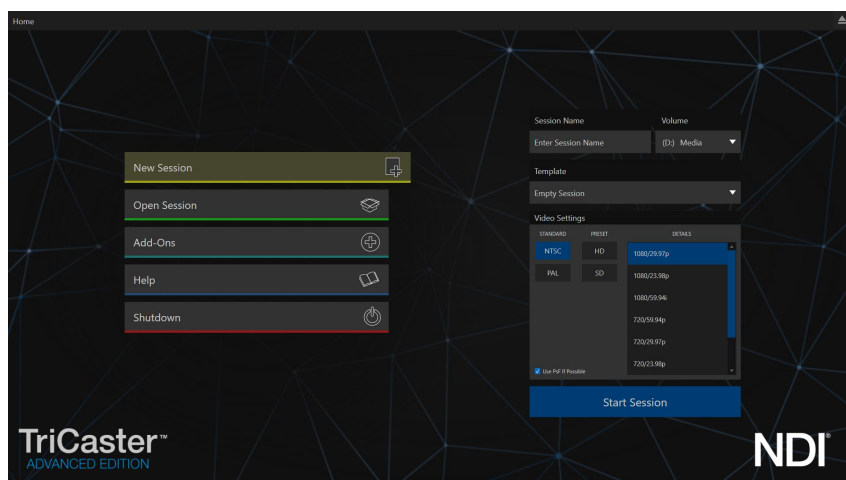 Home
New Session
Open Session
Add-Ons
Help
Shutdown
Session Name Volume
Enter Session Name (D:) Media
Template
Empty Session
Video Settings
STANDARD PRESET DETAILS
NTSC HD 1080/29.97p
PAL SD 1080/23.98p
1080/59.94i
720/59.94p
720/29.97p
720/23.98p
Use PsF If Possible
Start Session
TriCaster™
ADVANCED EDITION
NDI®